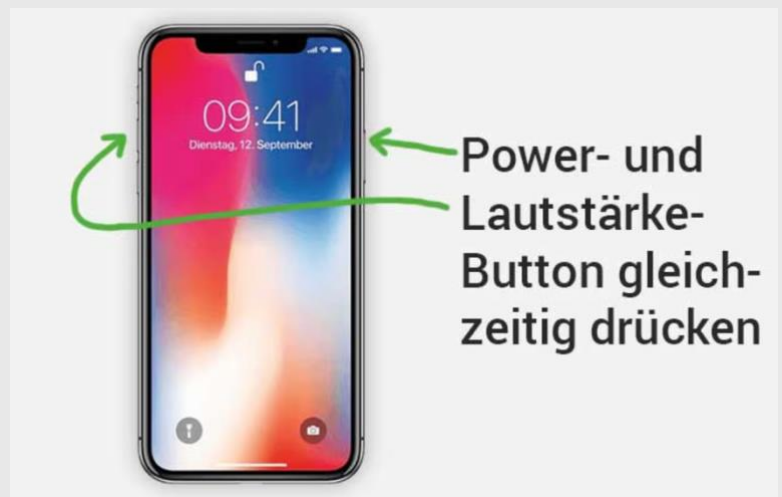 09:41
Dienstag, 12. September
Power- und
Lautstärke-
Button gleich-
zeitig drücken